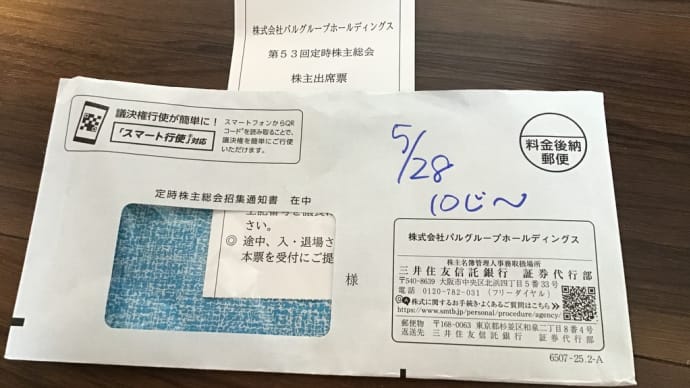 株式会社パルグループホールディングス
第53回定時株主総会
株主出席票
議決権行使が簡単に!
「スマート行使」対応
スマートフォンからQR
コードを読み取ることで、
議決権を簡単にご行使
いただけます。
5/28
10じ〜
料金後納
郵便
定時株主総会招集通知書 在中
さい。
◎ 途中、入・退場さ
本票を受付にご提
様
株式会社パルグループホールディングス
株主名簿管理人事務取扱場所
三井住友信託銀行 証券代行部
〒540-8639 大阪市中央区北浜四丁目5番33号
電話 0120-782-031 (フリーダイヤル)
株式に関するお手続き・よくあるご質問はこちら
https://www.smtb.jp/personal/procedure/agency/
郵便物 〒168-0063 東京都杉並区和泉二丁目8番4号
返送先 三井住友信託銀行 証券代行部
6507-25.2-A